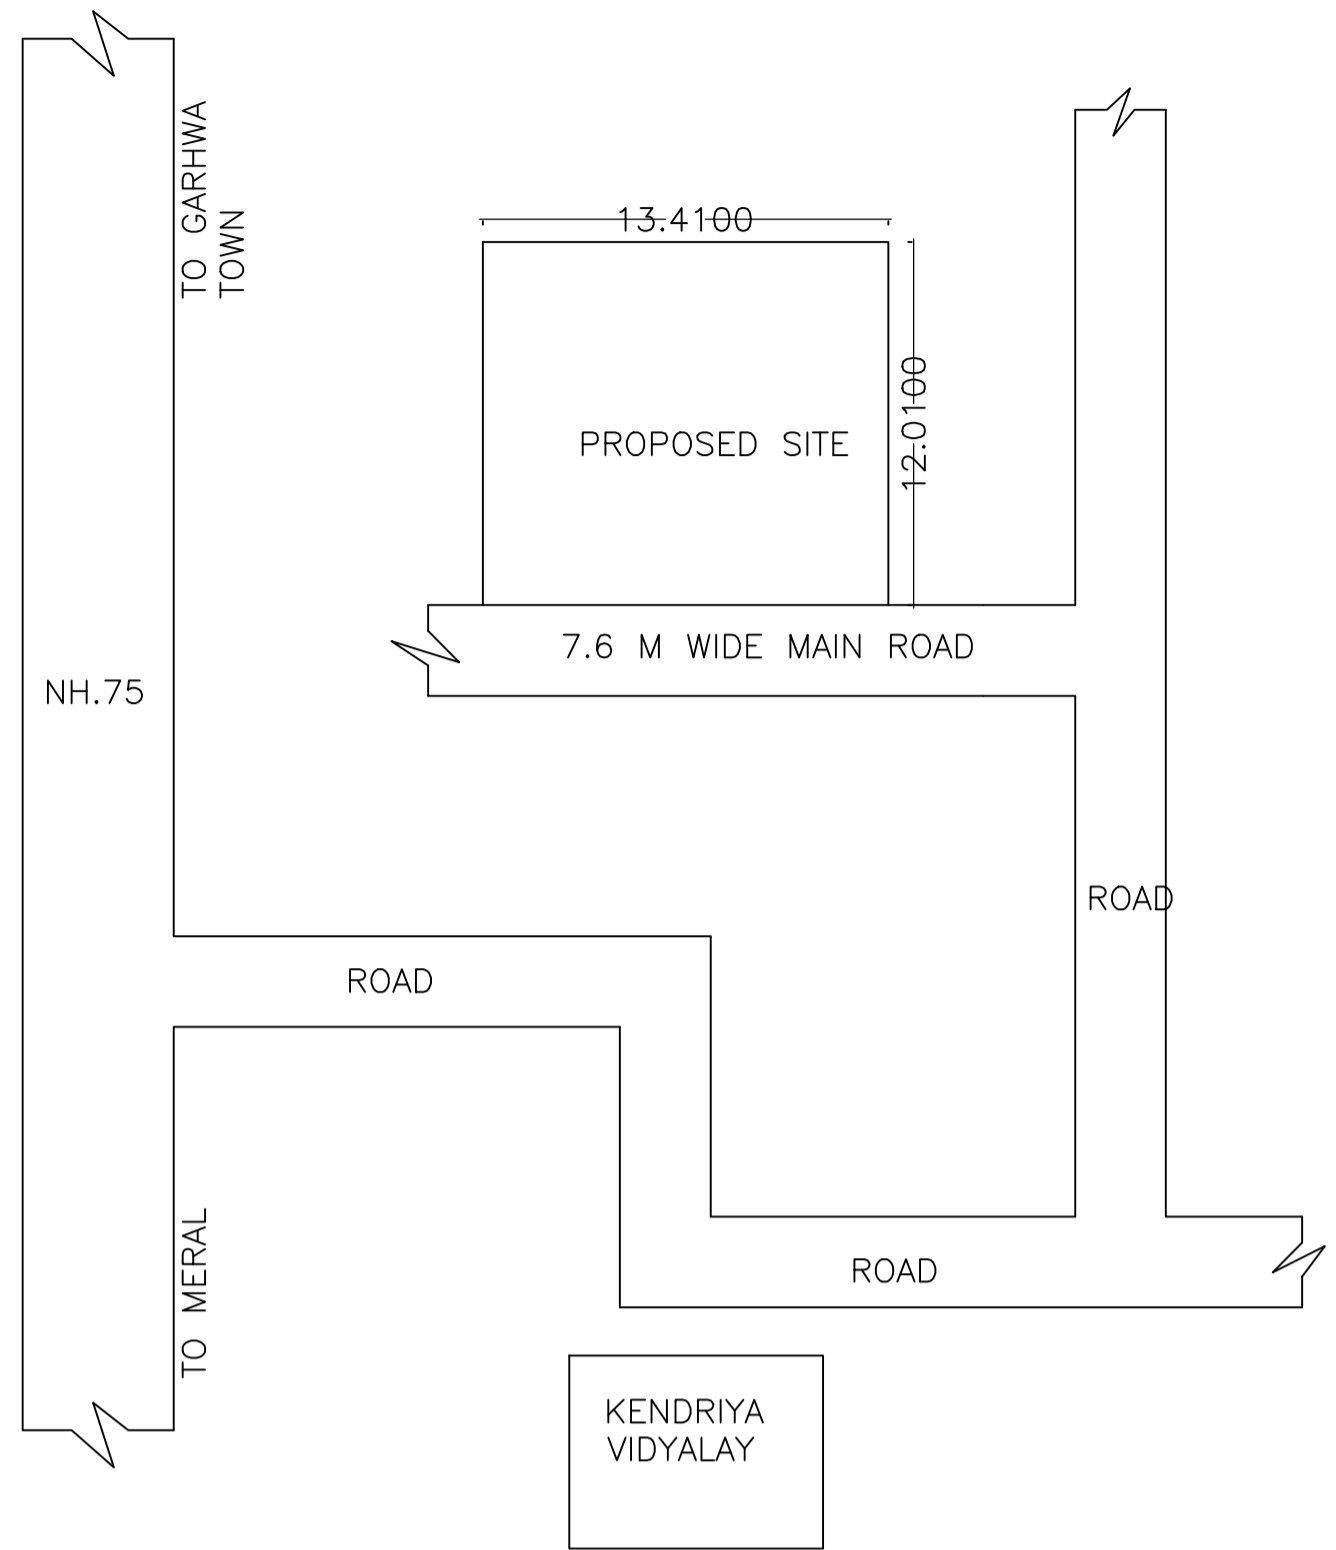 TO GARHWA
TOWN
13.4100
12.0100
PROPOSED SITE
7.6 M WIDE MAIN ROAD
NH.75
ROAD
ROAD
ROAD
TO MERAL
KENDRIYA
VIDYALAY